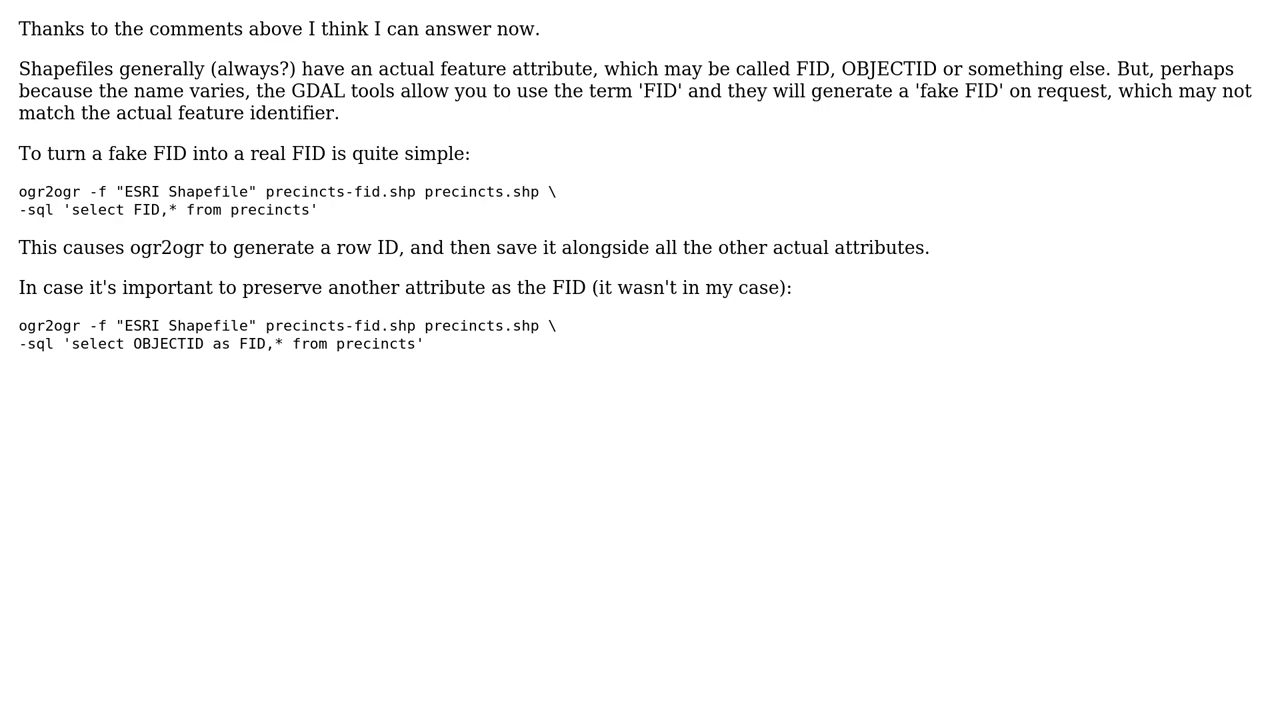 Thanks to the comments above I think I can answer now.
Shapefiles generally (always?) have an actual feature attribute, which may be called FID, OBJECTID or something else. But, perhaps
because the name varies, the GDAL tools allow you to use the term 'FID' and they will generate a 'fake FID' on request, which may not
match the actual feature identifier.
To turn a fake FID into a real FID is quite simple:
ogr2ogr -f "ESRI Shapefile" precincts-fid.shp precincts.shp \
-sql 'select FID,* from precincts'
This causes ogr2ogr to generate a row ID, and then save it alongside all the other actual attributes.
In case it's important to preserve another attribute as the FID (it wasn't in my case):
ogr2ogr -f "ESRI Shapefile" precincts-fid.shp precincts.shp \
-sql 'select OBJECTID as FID,* from precincts'